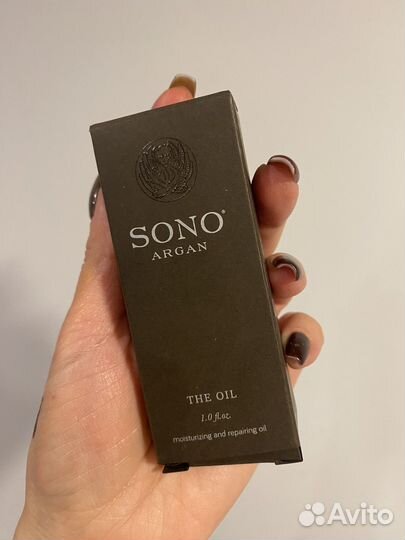 SONO®
ARGAN
THE OIL
1.0 fl.oz.
moisturizing and repairing oil
Avito